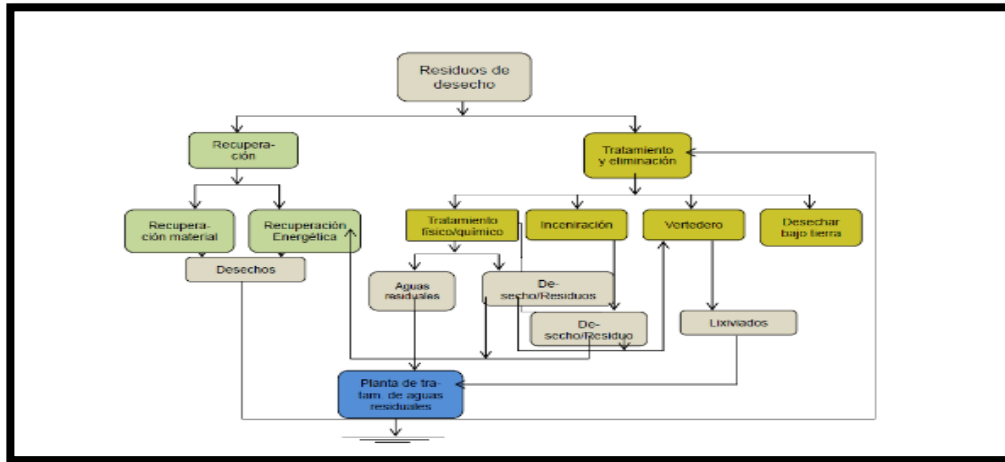 Residuos de
desecho
Recupera-
ción
Tratamiento
y eliminación
Recupera-
ción material
Recuperación
Energética
Tratamiento
físico/químico
Inceniración
Vertedero
Desechar
bajo tierra
Desechos
Aguas
residuales
De-
secho/Residuos
De-
secho/Residuo
Lixiviados
Planta de tra-
tam. de aguas
residuales